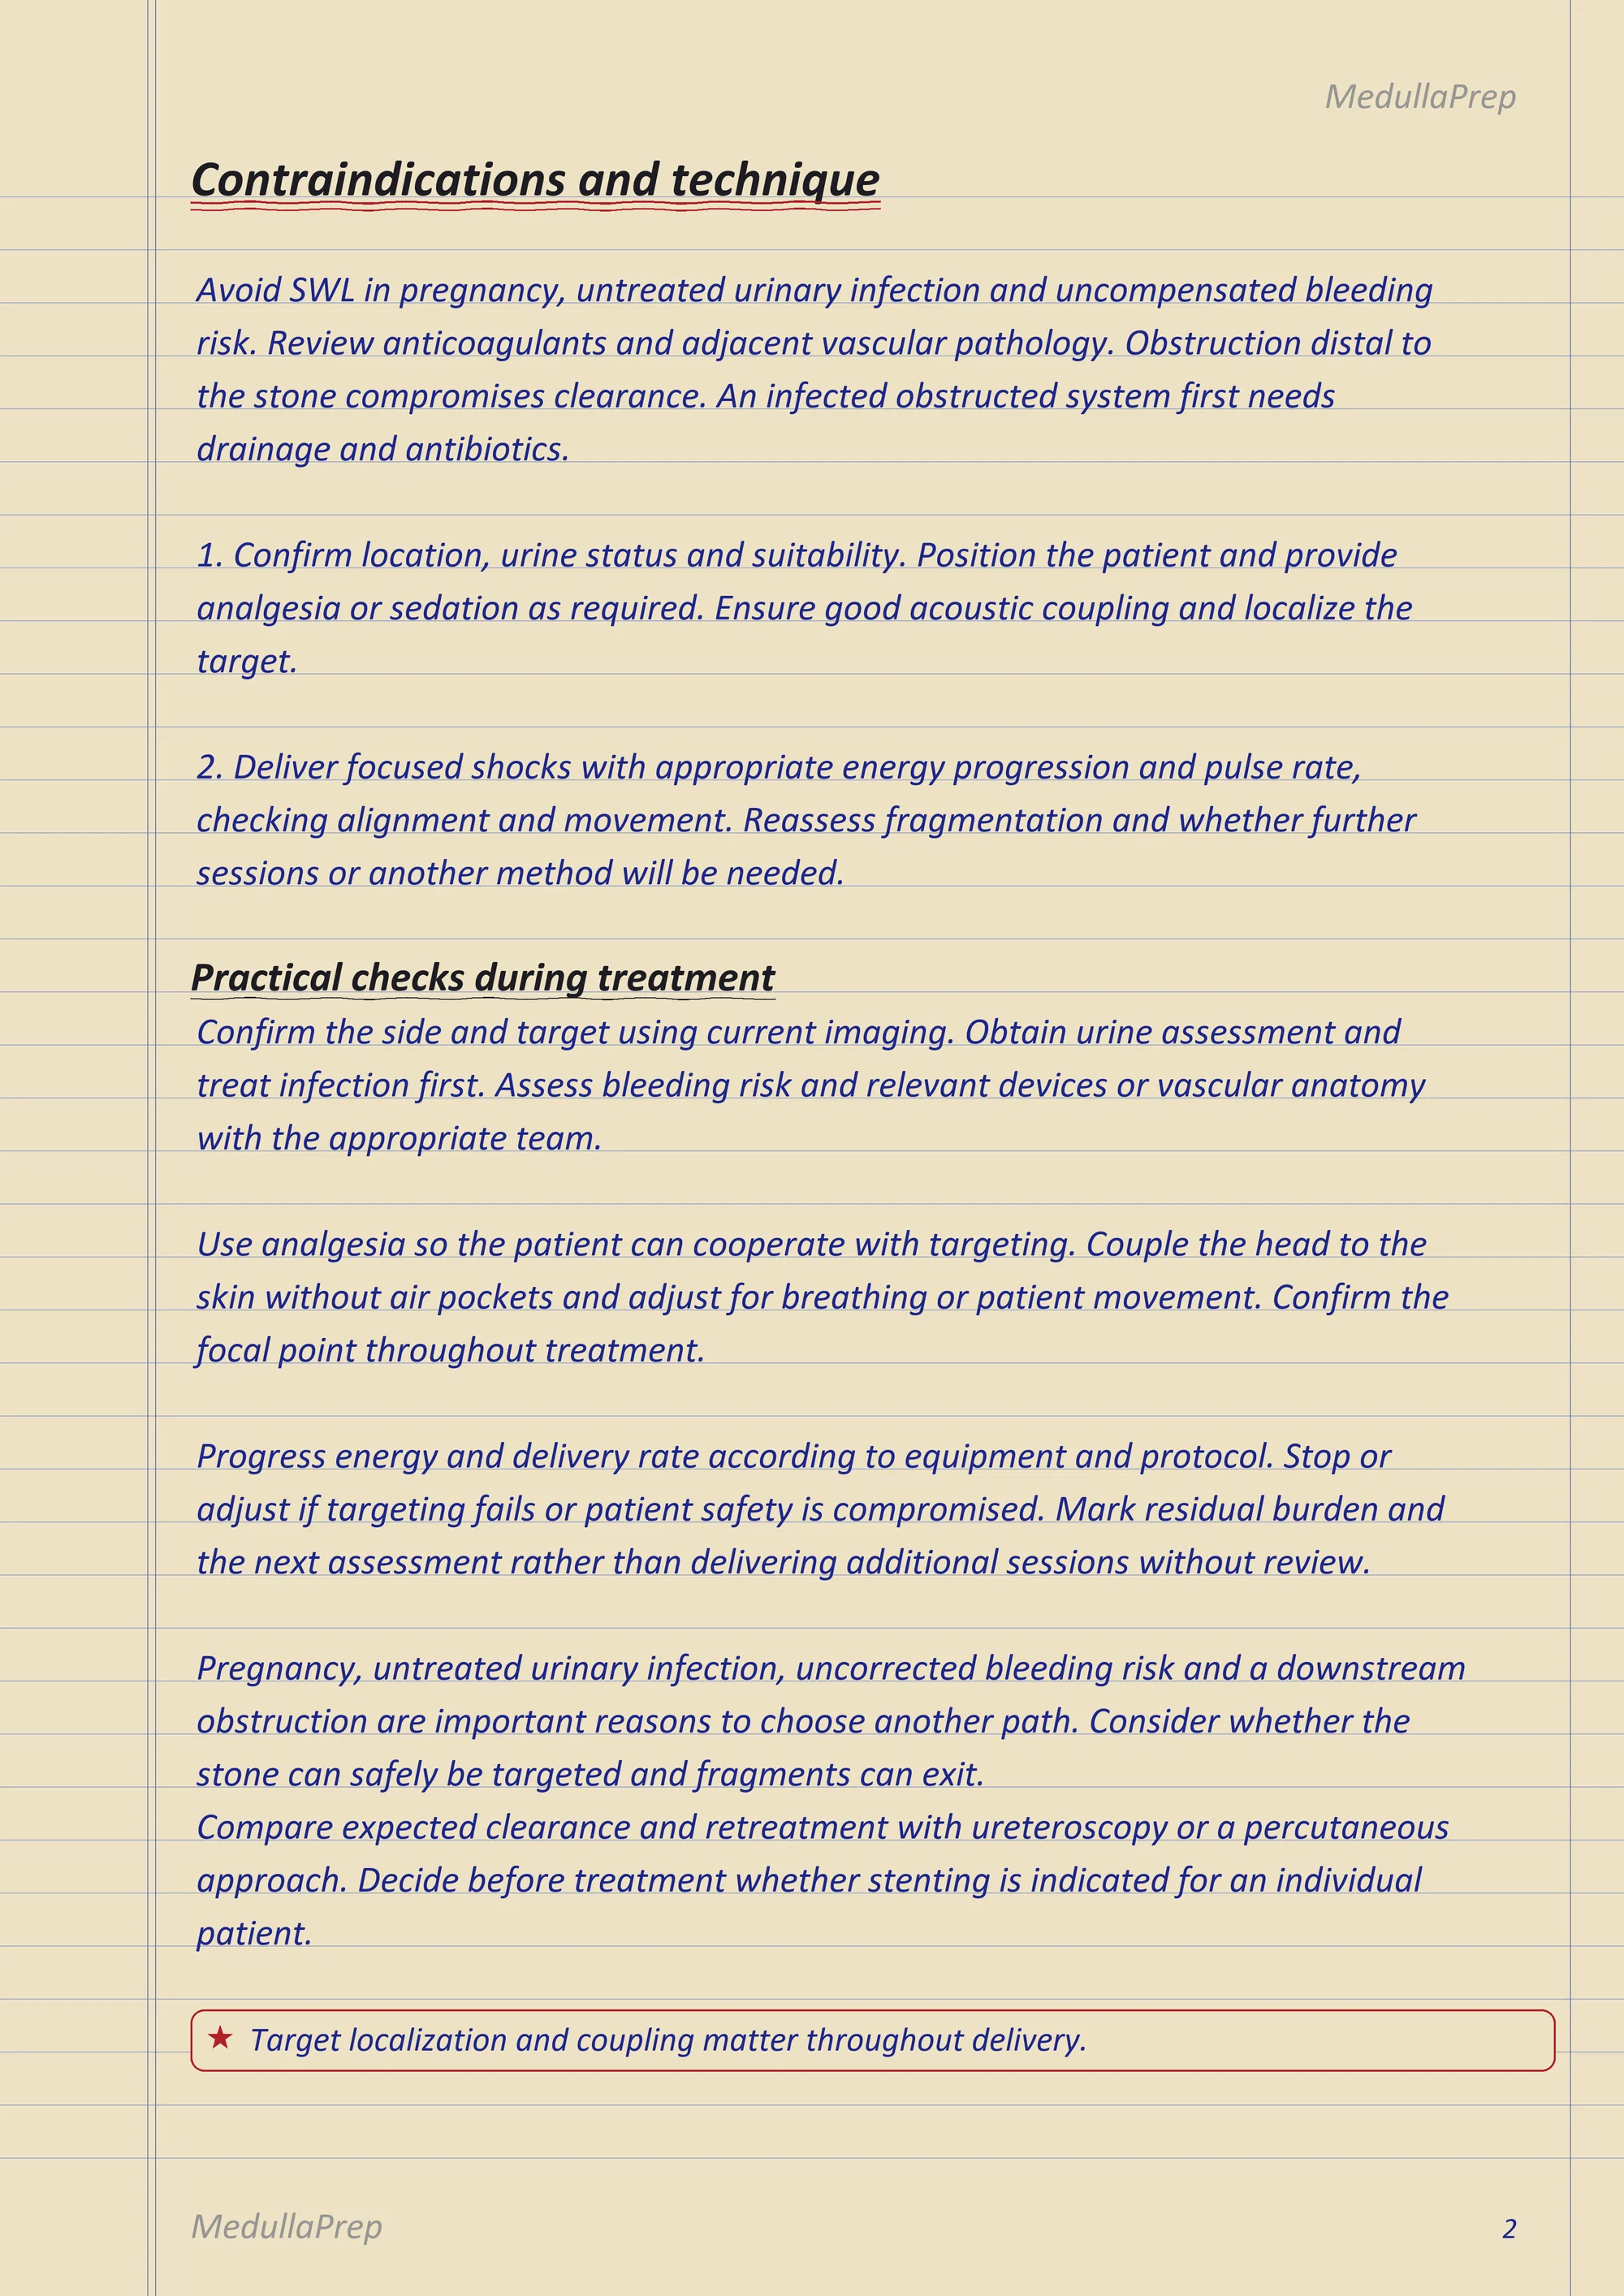 MedullaPrep
Contraindications and technique
Avoid SWL in pregnancy, untreated urinary infection and uncompensated bleeding
risk. Review anticoagulants and adjacent vascular pathology. Obstruction distal to
the stone compromises clearance. An infected obstructed system first needs
drainage and antibiotics.
1. Confirm location, urine status and suitability. Position the patient and provide
analgesia or sedation as required. Ensure good acoustic coupling and localize the
target.
2. Deliver focused shocks with appropriate energy progression and pulse rate,
checking alignment and movement. Reassess fragmentation and whether further
sessions or another method will be needed.
Practical checks during treatment
Confirm the side and target using current imaging. Obtain urine assessment and
treat infection first. Assess bleeding risk and relevant devices or vascular anatomy
with the appropriate team.
Use analgesia so the patient can cooperate with targeting. Couple the head to the
skin without air pockets and adjust for breathing or patient movement. Confirm the
focal point throughout treatment.
Progress energy and delivery rate according to equipment and protocol. Stop or
adjust if targeting fails or patient safety is compromised. Mark residual burden and
the next assessment rather than delivering additional sessions without review.
Pregnancy, untreated urinary infection, uncorrected bleeding risk and a downstream
obstruction are important reasons to choose another path. Consider whether the
stone can safely be targeted and fragments can exit.
Compare expected clearance and retreatment with ureteroscopy or a percutaneous
approach. Decide before treatment whether stenting is indicated for an individual
patient.
★ Target localization and coupling matter throughout delivery.
MedullaPrep
2